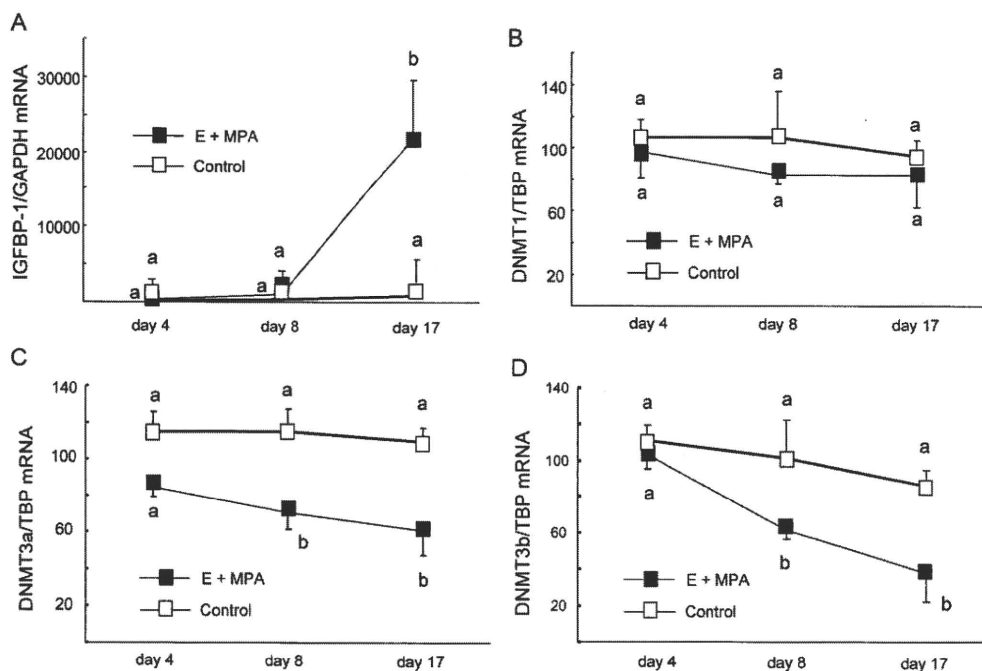 A
IGFBP-1/GAPDH mRNA
30000
20000
10000
b
E + MPA
Control
a
a
a
a
a
day 4
day 8
day 17
B
DNMT1/TBP mRNA
140
100
60
20
a
a
a
a
a
a
E + MPA
Control
day 4
day 8
day 17
C
DNMT3a/TBP mRNA
140
100
60
20
a
a
a
a
b
b
E + MPA
Control
day 4
day 8
day 17
D
DNMT3b/TBP mRNA
140
100
60
20
a
a
a
a
b
b
E + MPA
Control
day 4
day 8
day 17